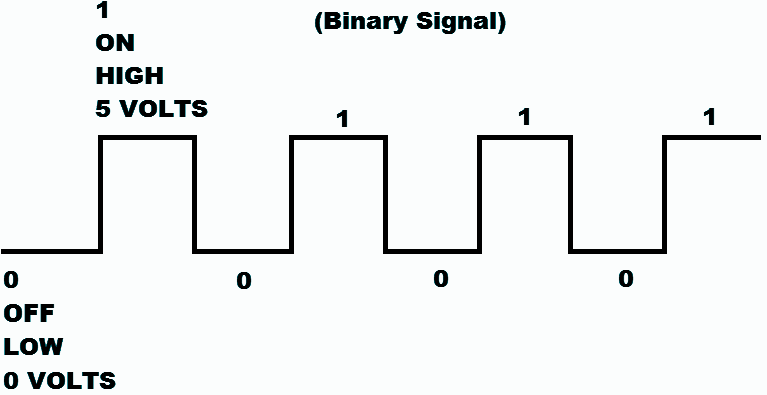 1
ON
HIGH
5 VOLTS
(Binary Signal)
1
1
1
0
OFF
LOW
0 VOLTS
0
0
0